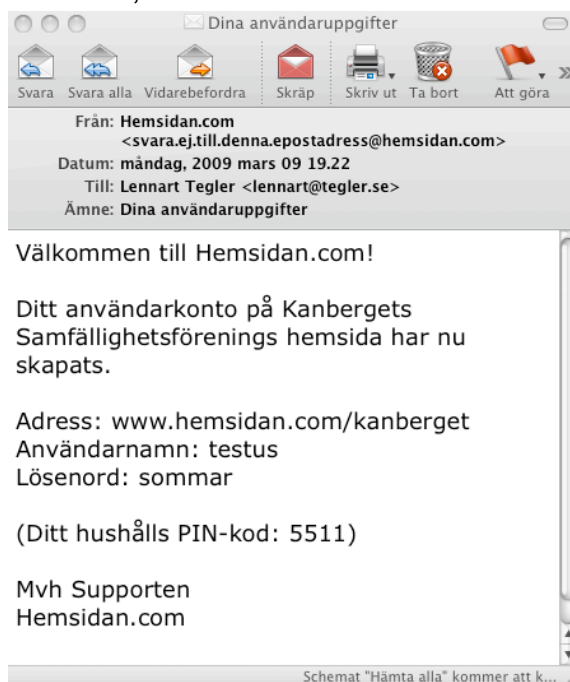 Dina användaruppgifter
Svara Svara alla Vidarebefordra Skräp Skriv ut Ta bort Att göra
Från: Hemsidan.com
<svara.ej.till.denna.epostadress@hemsidan.com>
Datum: måndag, 2009 mars 09 19.22
Till: Lennart Tegler <lennart@tegler.se>
Ämne: Dina användaruppgifter
Välkommen till Hemsidan.com!
Ditt användarkonto på Kanbergets
Samfällighetsförenings hemsida har nu
skapats.
Adress: www.hemsidan.com/kanberget
Användarnamn: testus
Lösenord: sommar
(Ditt hushålls PIN-kod: 5511)
Mvh Supporten
Hemsidan.com
Schemat "Hämta alla" kommer att k...